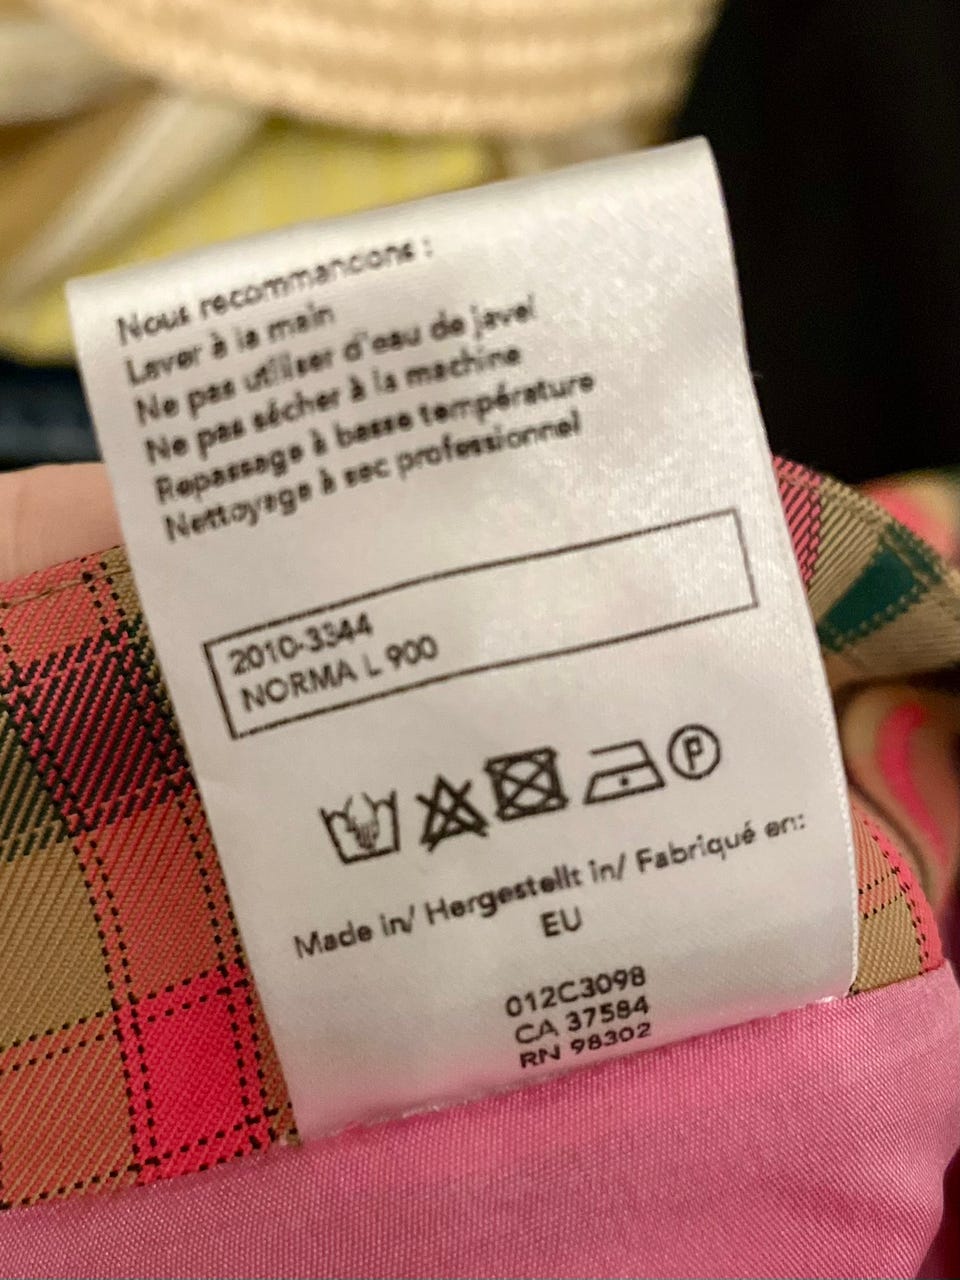 Nous recommandons :
Laver à la main
Ne pas utiliser d'eau de javel
Ne pas sécher à la machine
Repassage à basse température
Nettoyage à sec professionnel
2010-3344
NORMA L 900
P
Made in/ Hergestellt in/ Fabriqué en:
EU
012C3098
CA 37584
RN 98302